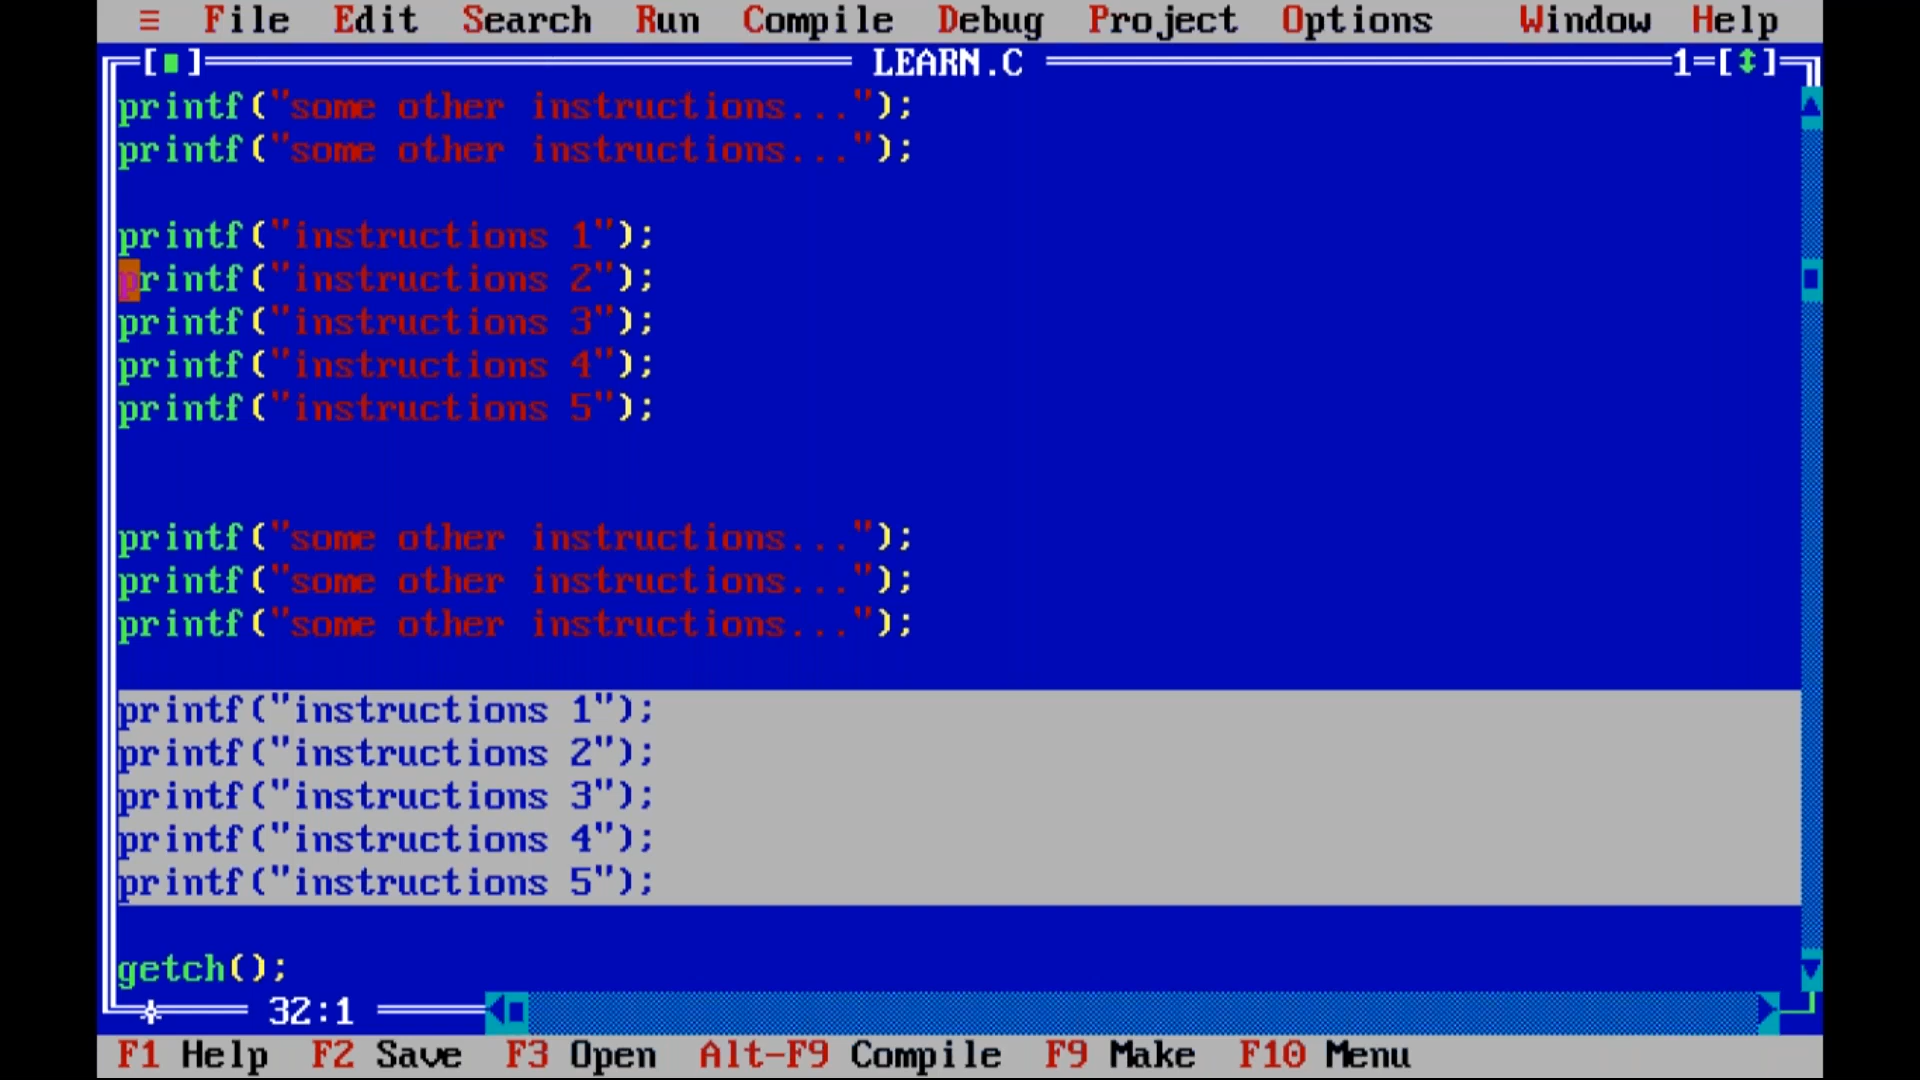 ≡ File Edit Search Run Compile Debug Project Options Window Help
[■] LEARN.C 1=[↕]
printf("some other instructions...");
printf("some other instructions...");
printf("instructions 1");
printf("instructions 2");
printf("instructions 3");
printf("instructions 4");
printf("instructions 5");
printf("some other instructions...");
printf("some other instructions...");
printf("some other instructions...");
printf("instructions 1");
printf("instructions 2");
printf("instructions 3");
printf("instructions 4");
printf("instructions 5");
getch();
32:1
F1 Help F2 Save F3 Open Alt-F9 Compile F9 Make F10 Menu